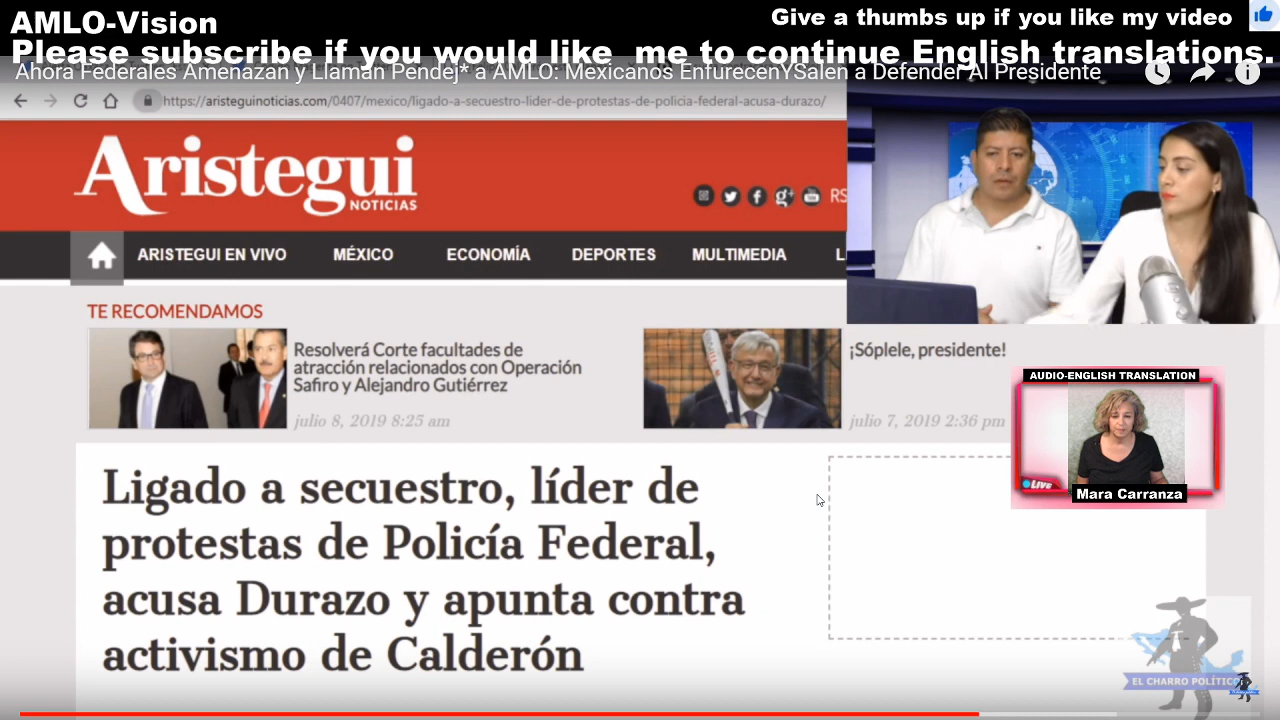 AMLO-Vision
Give a thumbs up if you like my video
Please subscribe if you would like me to continue English translations.
Ahora Federales Amenazan y Llaman Pendej* a AMLO: Mexicanos EnfurecenYSalen a Defender Al Presidente
https://aristeguinoticias.com/0407/mexico/ligado-a-secuestro-lider-de-protestas-de-policia-federal-acusa-durazo/
Aristegui
NOTICIAS
g+
You
RS
ARISTEGUI EN VIVO MÉXICO ECONOMÍA DEPORTES MULTIMEDIA L
TE RECOMENDAMOS
Resolverá Corte facultades de
atracción relacionados con Operación
Safiro y Alejandro Gutiérrez
julio 8, 2019 8:25 am
¡Sóplele, presidente!
julio 7, 2019 2:36 pm
AUDIO-ENGLISH TRANSLATION
Live
Mara Carranza
Ligado a secuestro, líder de
protestas de Policía Federal,
acusa Durazo y apunta contra
activismo de Calderón
EL CHARRO POLÍTICO